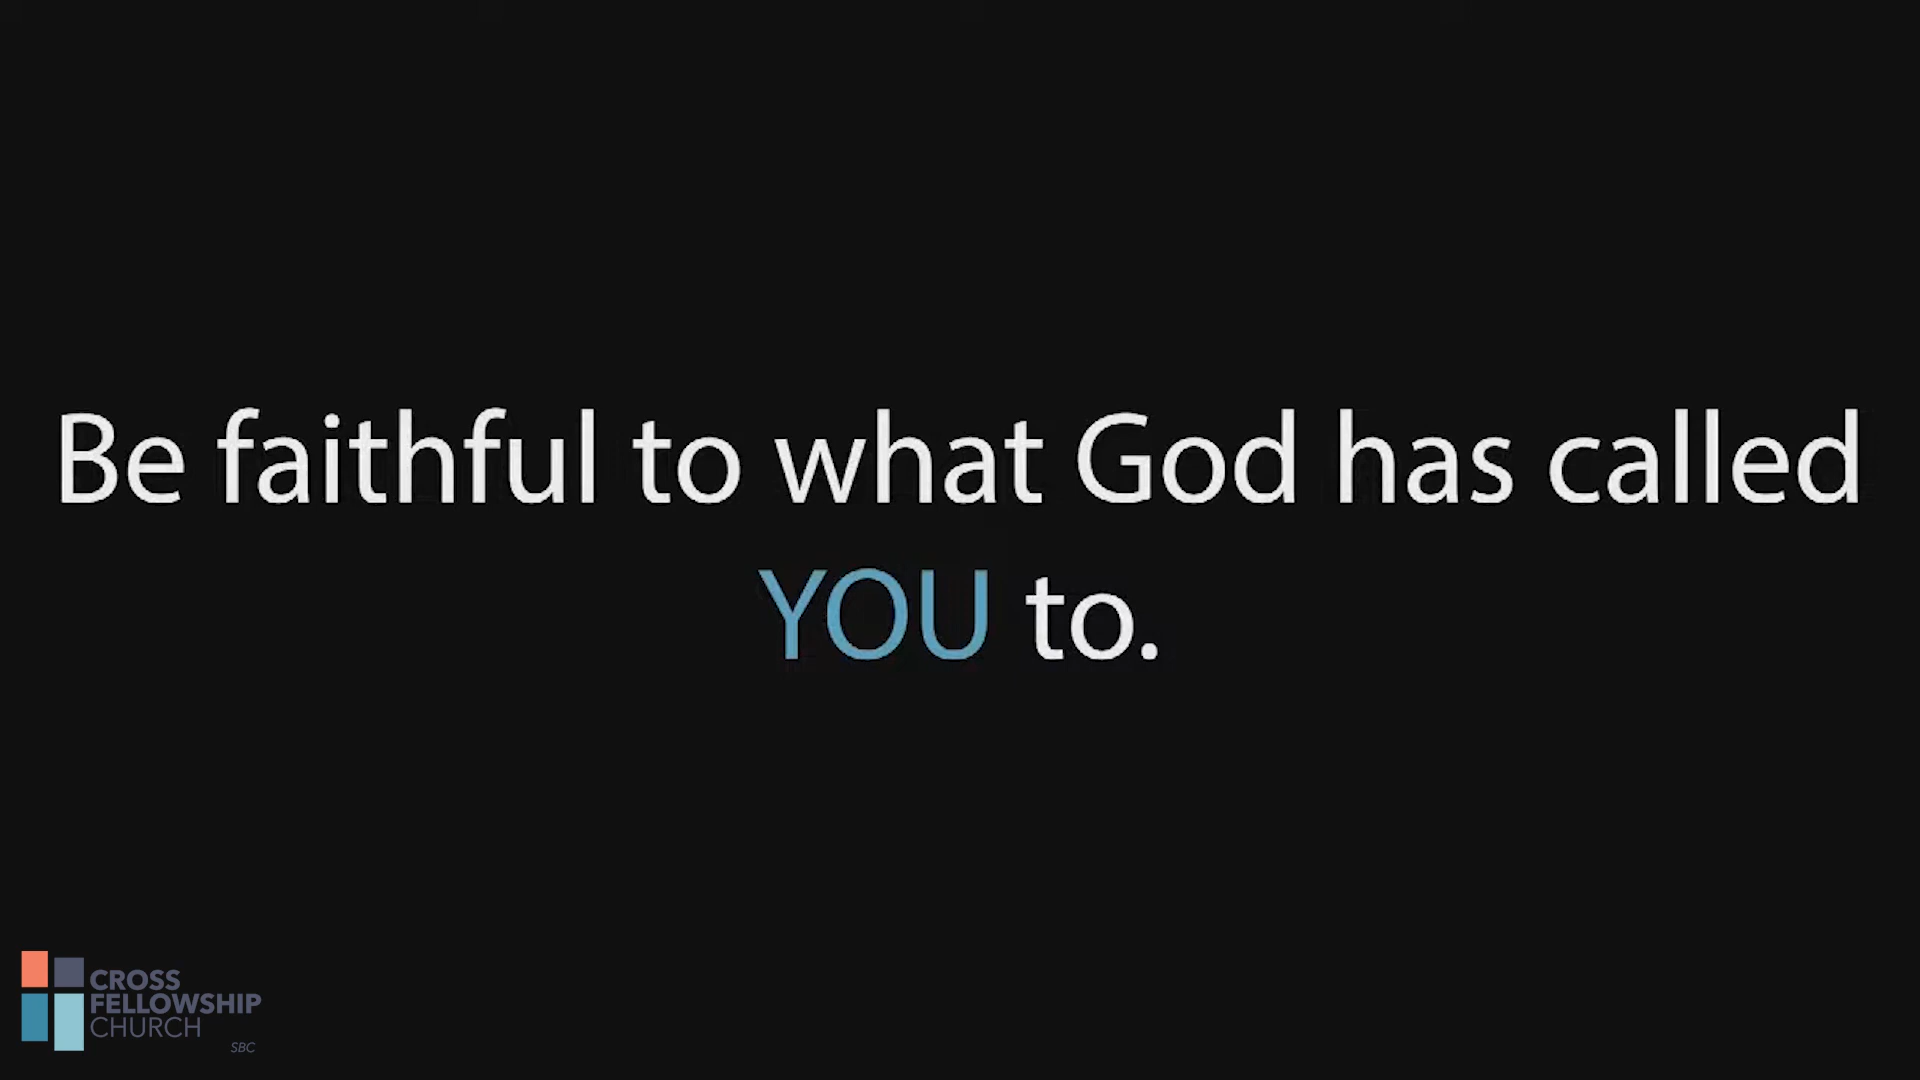 Be faithful to what God has called
YOU to.
CROSS
FELLOWSHIP
CHURCH
SBC